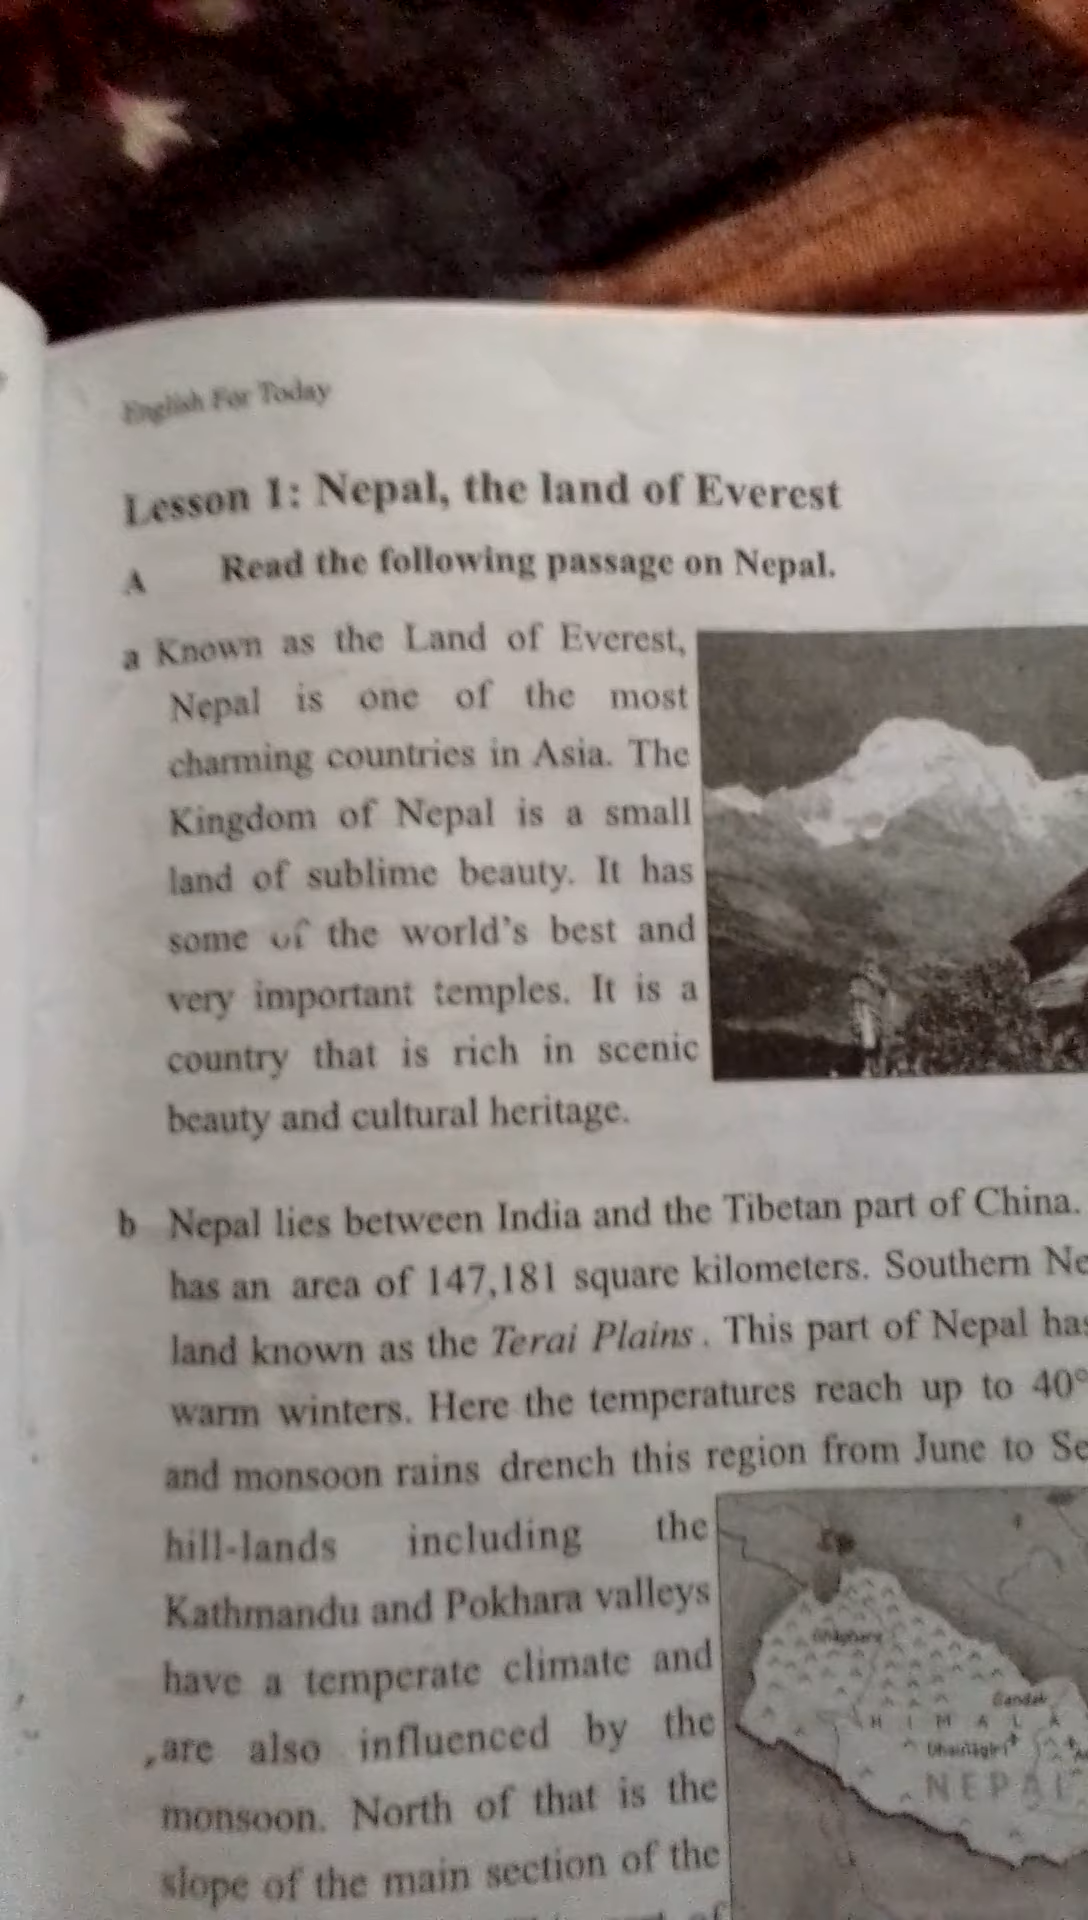 English For Today
Lesson 1: Nepal, the land of Everest
A Read the following passage on Nepal.
a Known as the Land of Everest,
Nepal is one of the most
charming countries in Asia. The
Kingdom of Nepal is a small
land of sublime beauty. It has
some of the world's best and
very important temples. It is a
country that is rich in scenic
beauty and cultural heritage.
b Nepal lies between India and the Tibetan part of China.
has an area of 147,181 square kilometers. Southern Ne
land known as the Terai Plains. This part of Nepal has
warm winters. Here the temperatures reach up to 40°
and monsoon rains drench this region from June to Se
hill-lands including the
Kathmandu and Pokhara valleys
have a temperate climate and
are also influenced by the
monsoon. North of that is the
slope of the main section of the
of
Ghaghara
Gandak
H I M A L A
Dhaulagiri
NEPAL